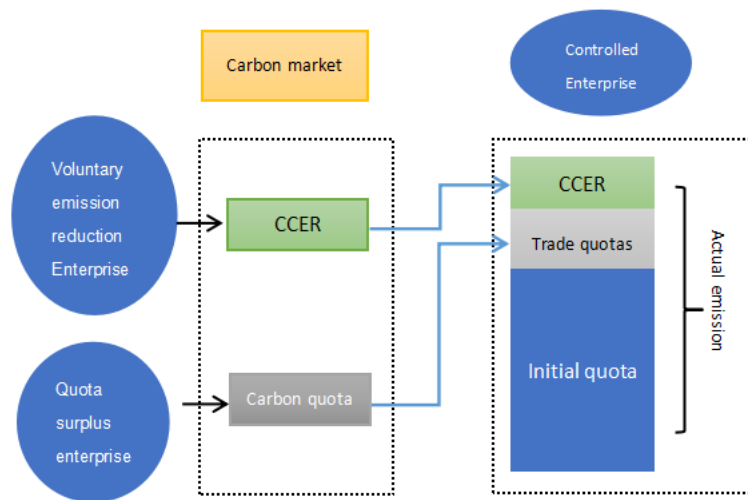 Carbon market
Controlled
Enterprise
Voluntary
emission
reduction
Enterprise
CCER
CCER
Trade quotas
Initial quota
Actual emission
Quota
surplus
enterprise
Carbon quota